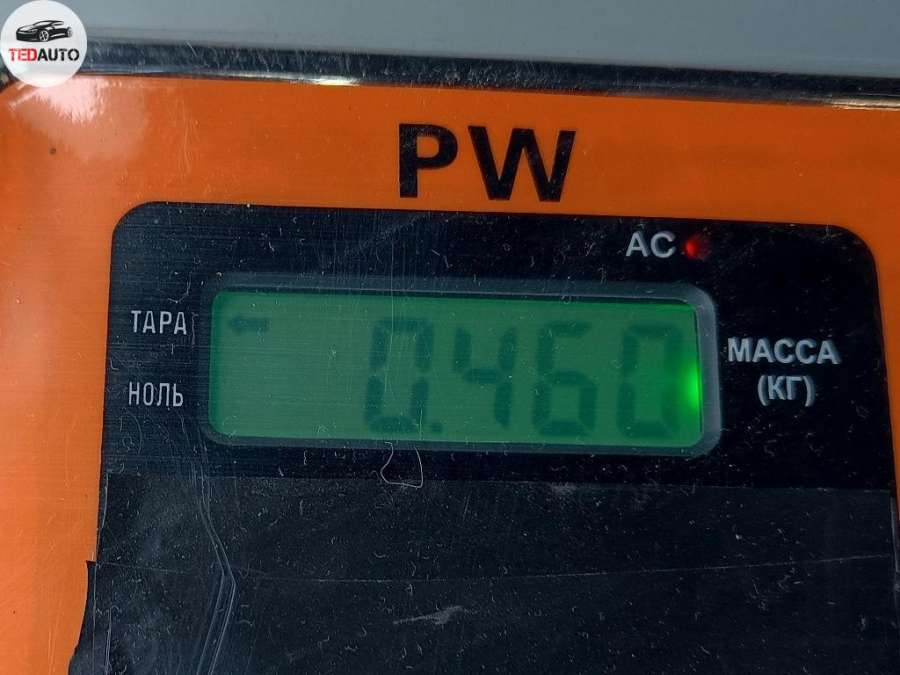 TEDAUTO
PW
AC
ТАРА
0.460
МАССА
(КГ)
НОЛЬ